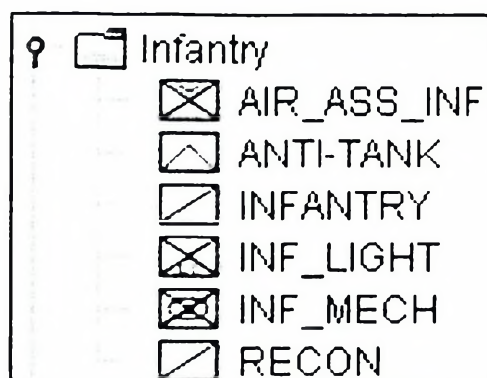 Infantry
AIR_ASS_INF
ANTI-TANK
INFANTRY
INF_LIGHT
INF_MECH
RECON